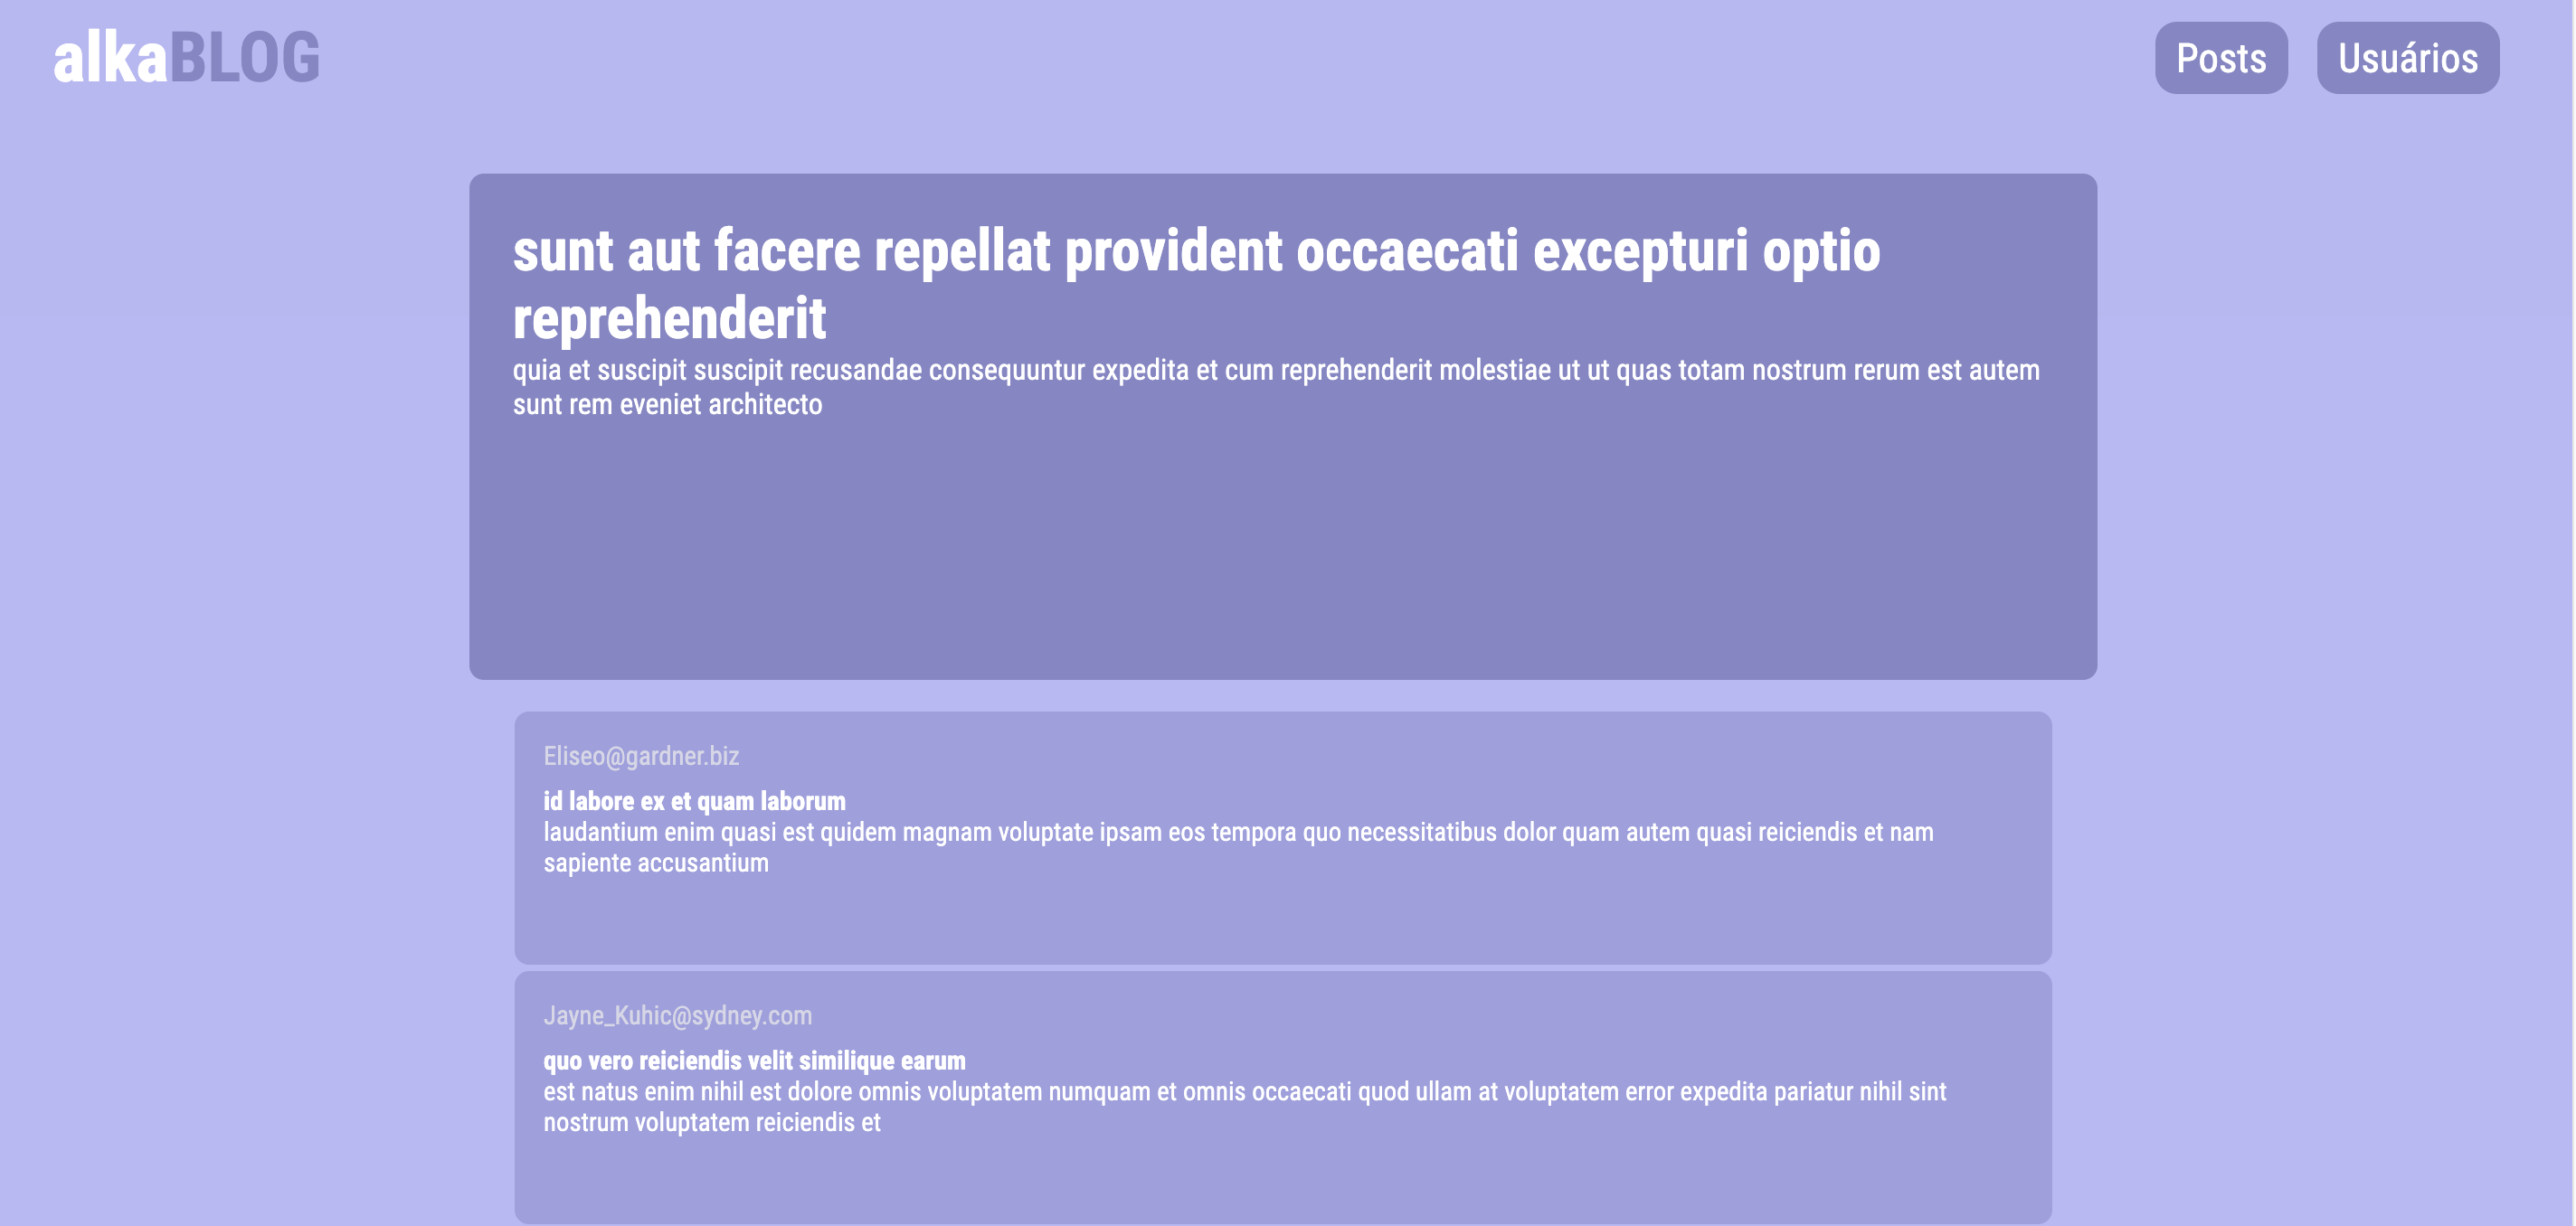 alkaBLOG
Posts
Usuários
sunt aut facere repellat provident occaecati excepturi optio
reprehenderit
quia et suscipit suscipit recusandae consequuntur expedita et cum reprehenderit molestiae ut ut quas totam nostrum rerum est autem
sunt rem eveniet architecto
Eliseo@gardner.biz
id labore ex et quam laborum
laudantium enim quasi est quidem magnam voluptate ipsam eos tempora quo necessitatibus dolor quam autem quasi reiciendis et nam
sapiente accusantium
Jayne_Kuhic@sydney.com
quo vero reiciendis velit similique earum
est natus enim nihil est dolore omnis voluptatem numquam et omnis occaecati quod ullam at voluptatem error expedita pariatur nihil sint
nostrum voluptatem reiciendis et